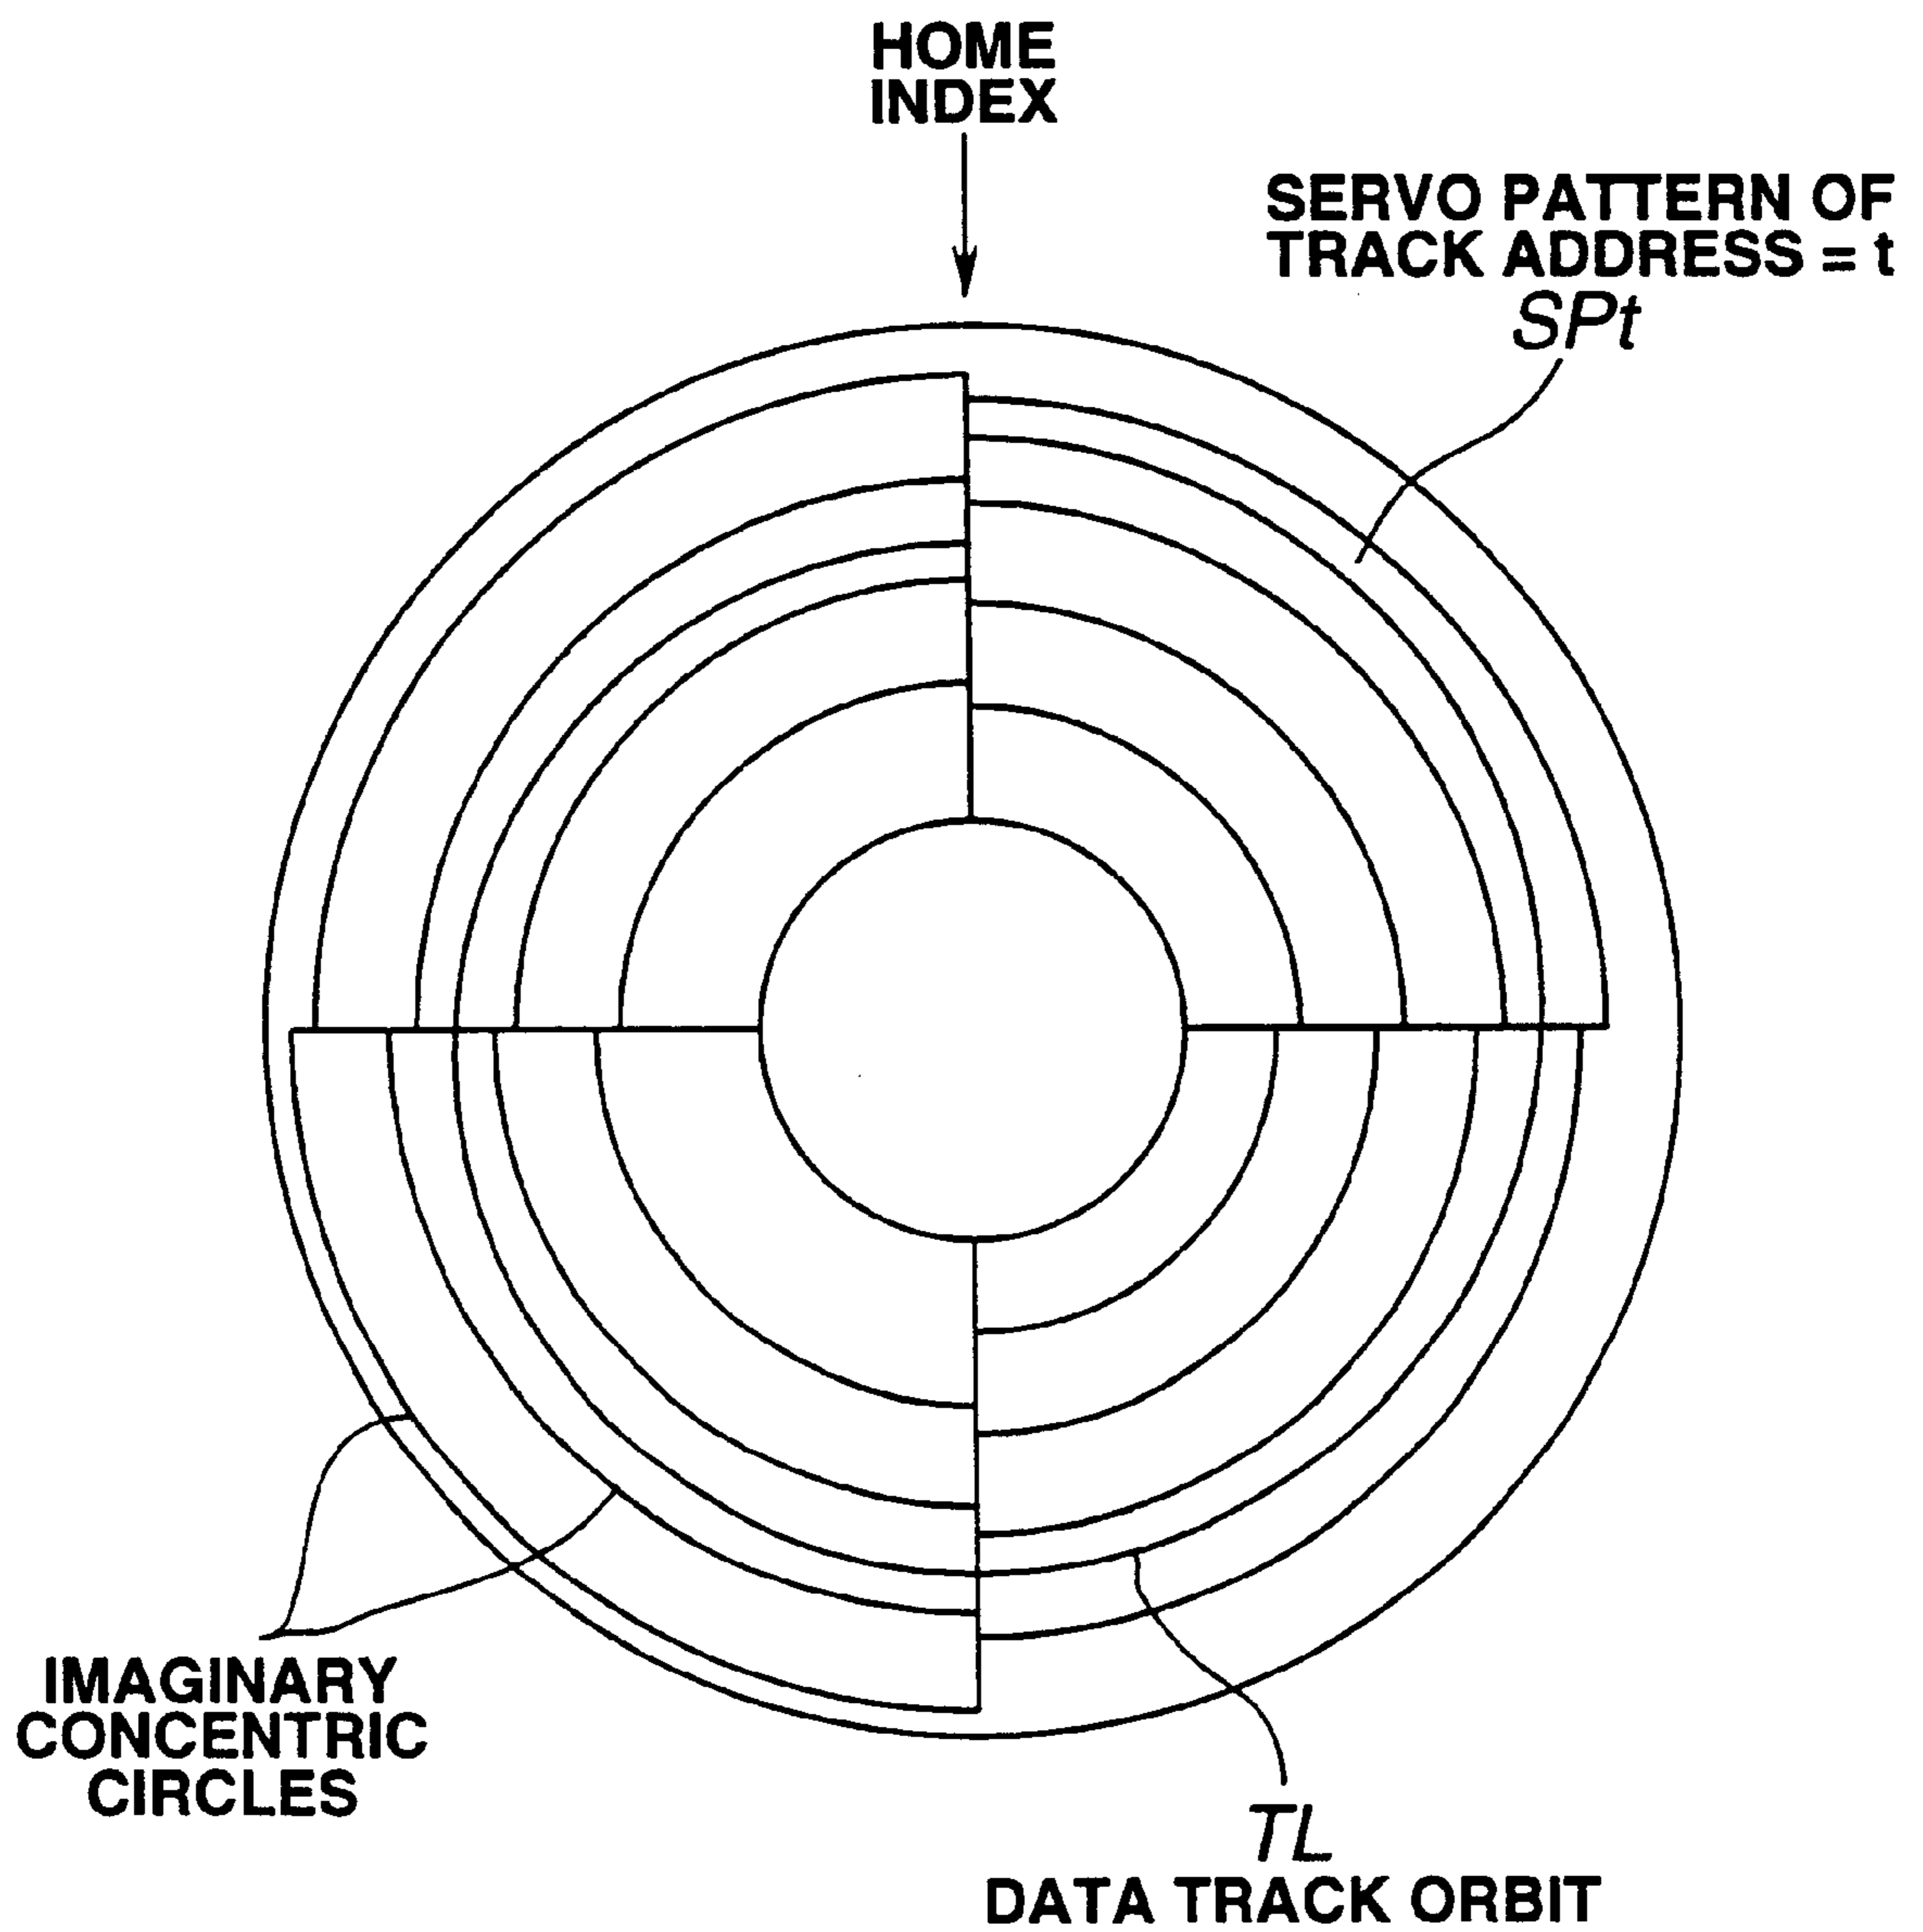 HOME
INDEX
SERVO PATTERN OF
TRACK ADDRESS = t
SPt
IMAGINARY
CONCENTRIC
CIRCLES
TL
DATA TRACK ORBIT